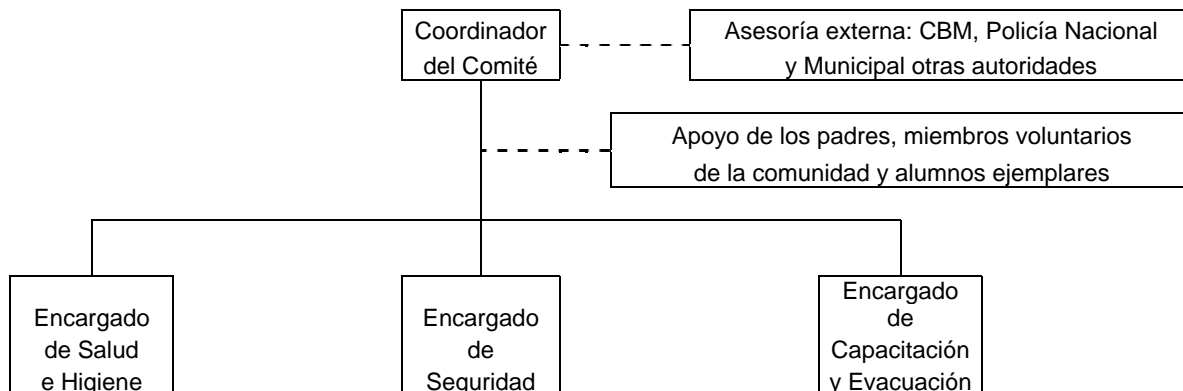 Coordinador
del Comité
Asesoría externa: CBM, Policía Nacional
y Municipal otras autoridades
Apoyo de los padres, miembros voluntarios
de la comunidad y alumnos ejemplares
Encargado
de Salud
e Higiene
Encargado
de
Seguridad
Encargado
de
Capacitación
y Evacuación